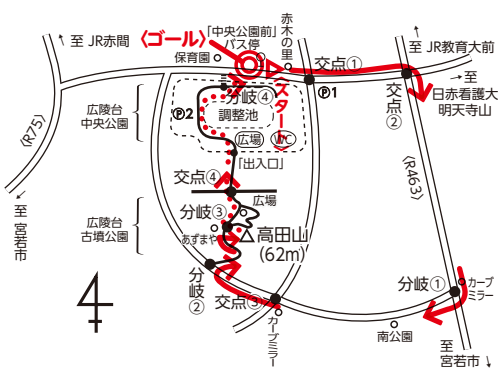 至 JR赤間
〈ゴール〉
「中央公園前」
バス停
赤木の里
保育園
交点①
至 JR教育大前
至
日赤看護大
明天寺山
〈スタート〉
分岐④
Ⓟ1
交点②
広陵台
中央公園
Ⓟ2
調整池
広場
WC
「出入口」
〈R75〉
〈R463〉
交点④
広場
分岐③
広陵台
古墳公園
あずまや
高田山
(62m)
至 宮若市
分岐②
交点③
カーブミラー
分岐①
カーブ
ミラー
南公園
至
宮若市
4